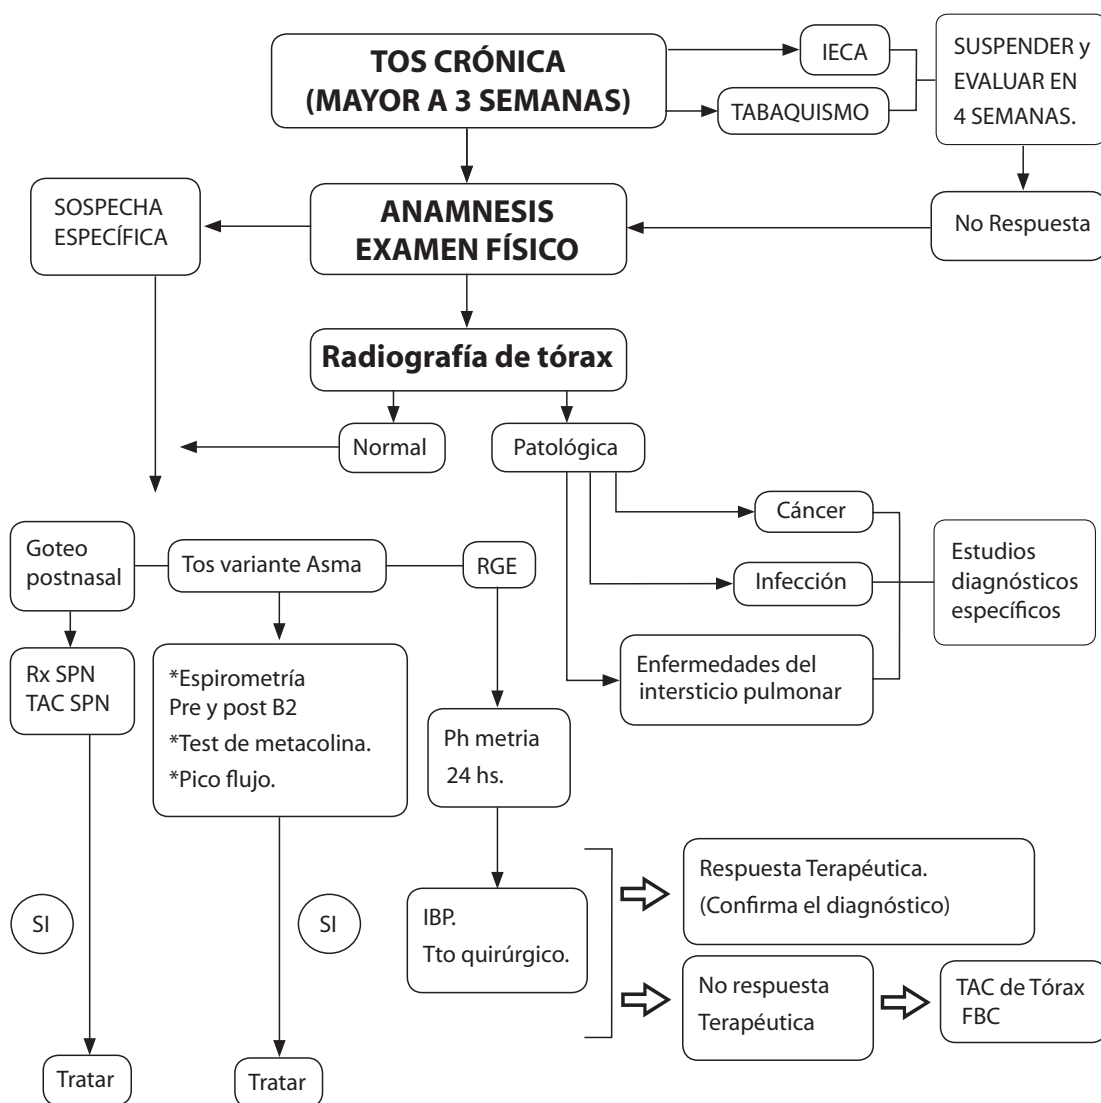 TOS CRÓNICA
(MAYOR A 3 SEMANAS)
IECA
TABAQUISMO
SUSPENDER y
EVALUAR EN
4 SEMANAS.
No Respuesta
ANAMNESIS
EXAMEN FÍSICO
SOSPECHA
ESPECÍFICA
Radiografía de tórax
Normal
Patológica
Cáncer
Infección
Enfermedades del
intersticio pulmonar
Estudios
diagnósticos
específicos
Goteo
postnasal
Tos variante Asma
RGE
Rx SPN
TAC SPN
*Espirometría
Pre y post B2
*Test de metacolina.
*Pico flujo.
Ph metria
24 hs.
SI
SI
IBP.
Tto quirúrgico.
Respuesta Terapéutica.
(Confirma el diagnóstico)
No respuesta
Terapéutica
TAC de Tórax
FBC
Tratar
Tratar